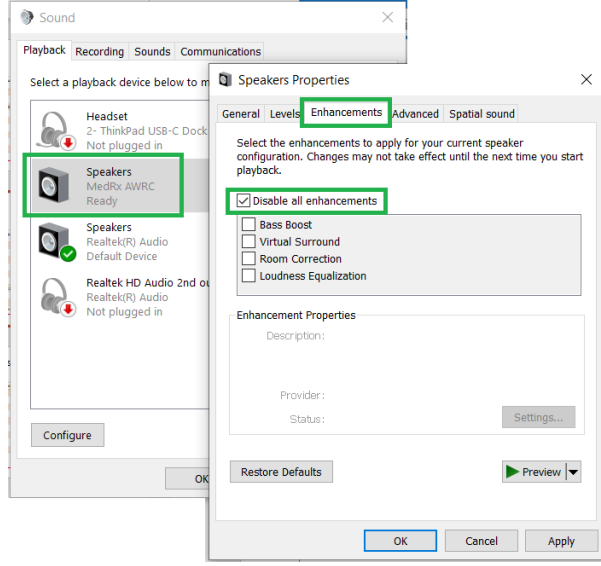 Sound
Playback Recording Sounds Communications
Select a playback device below to m
Headset
2- ThinkPad USB-C Dock
Not plugged in
Speakers
MedRx AWRC
Ready
Speakers
Realtek(R) Audio
Default Device
Realtek HD Audio 2nd ou
Realtek(R) Audio
Not plugged in
Configure
OK
Speakers Properties
General Levels Enhancements Advanced Spatial sound
Select the enhancements to apply for your current speaker
configuration. Changes may not take effect until the next time you start
playback.
Disable all enhancements
Bass Boost
Virtual Surround
Room Correction
Loudness Equalization
Enhancement Properties
Description:
Provider:
Status:
Settings...
Restore Defaults
Preview
OK Cancel Apply